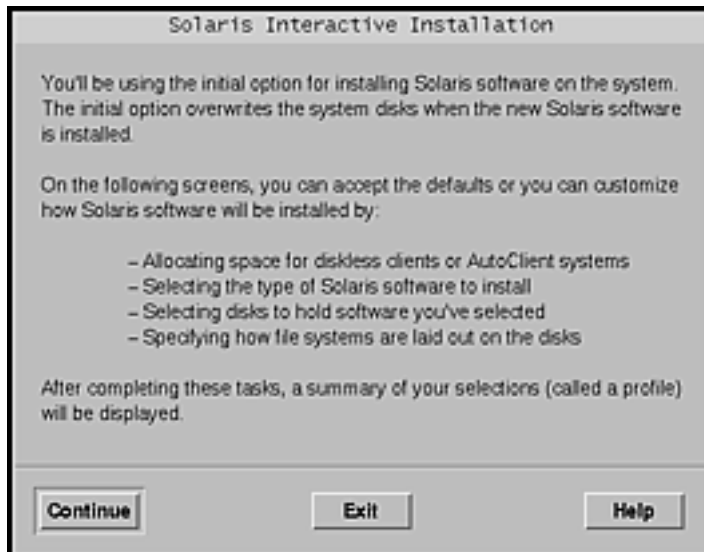 Solaris Interactive Installation
You'll be using the initial option for installing Solaris software on the system.
The initial option overwrites the system disks when the new Solaris software
is installed.
On the following screens, you can accept the defaults or you can customize
how Solaris software will be installed by:
– Allocating space for diskless clients or AutoClient systems
– Selecting the type of Solaris software to install
– Selecting disks to hold software you've selected
– Specifying how file systems are laid out on the disks
After completing these tasks, a summary of your selections (called a profile)
will be displayed.
Continue Exit Help